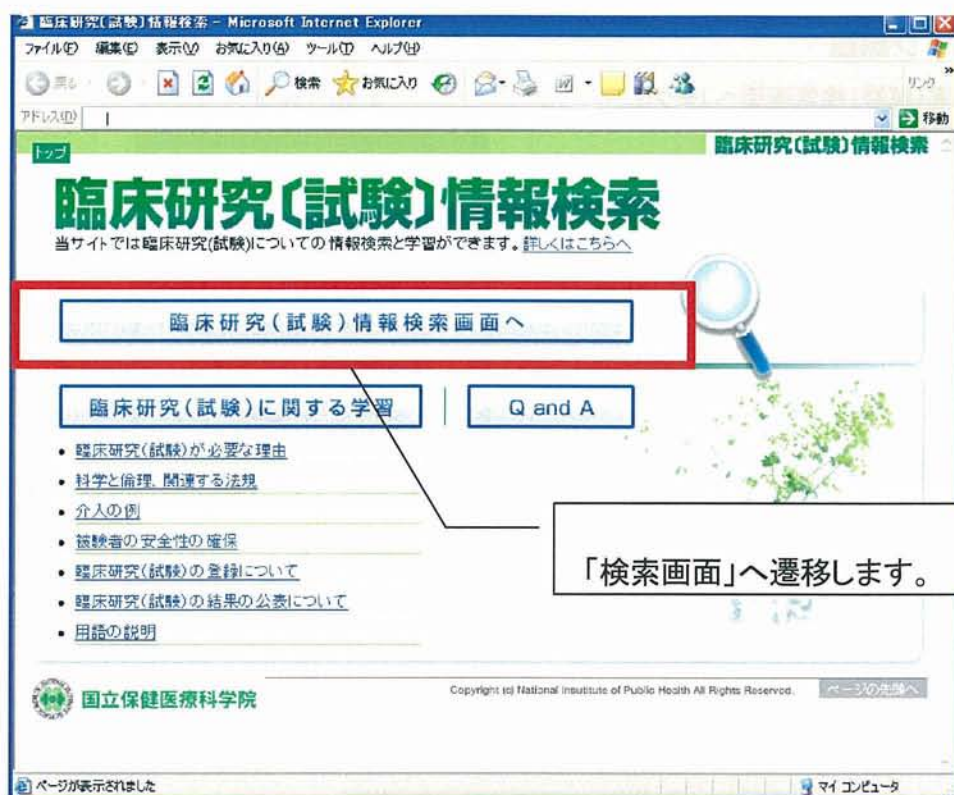 臨床研究(試験)情報検索 - Microsoft Internet Explorer
ファイル(F) 編集(E) 表示(V) お気に入り(A) ツール(T) ヘルプ(H)
戻る 検索 お気に入り リンク »
アドレス(D) 移動
トップ 臨床研究(試験)情報検索
臨床研究(試験)情報検索
当サイトでは臨床研究(試験)についての情報検索と学習ができます。詳しくはこちらへ
臨床研究(試験)情報検索画面へ
臨床研究(試験)に関する学習 Q and A
• 臨床研究(試験)が必要な理由
• 科学と倫理、関連する法規
• 介入の例
• 被験者の安全性の確保
• 臨床研究(試験)の登録について
• 臨床研究(試験)の結果の公表について
• 用語の説明
「検索画面」へ遷移します。
国立保健医療科学院 Copyright (c) National Insutitute of Public Health All Rights Reserved. ページの先頭へ
ページが表示されました マイ コンピュータ